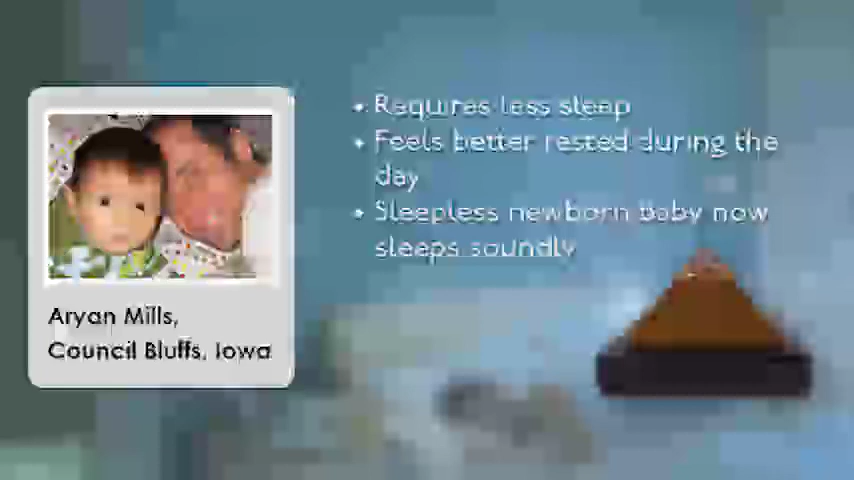 Aryan Mills,
Council Bluffs, Iowa
• Requires less sleep
• Feels better rested during the
day
• Sleepless newborn baby now
sleeps soundly